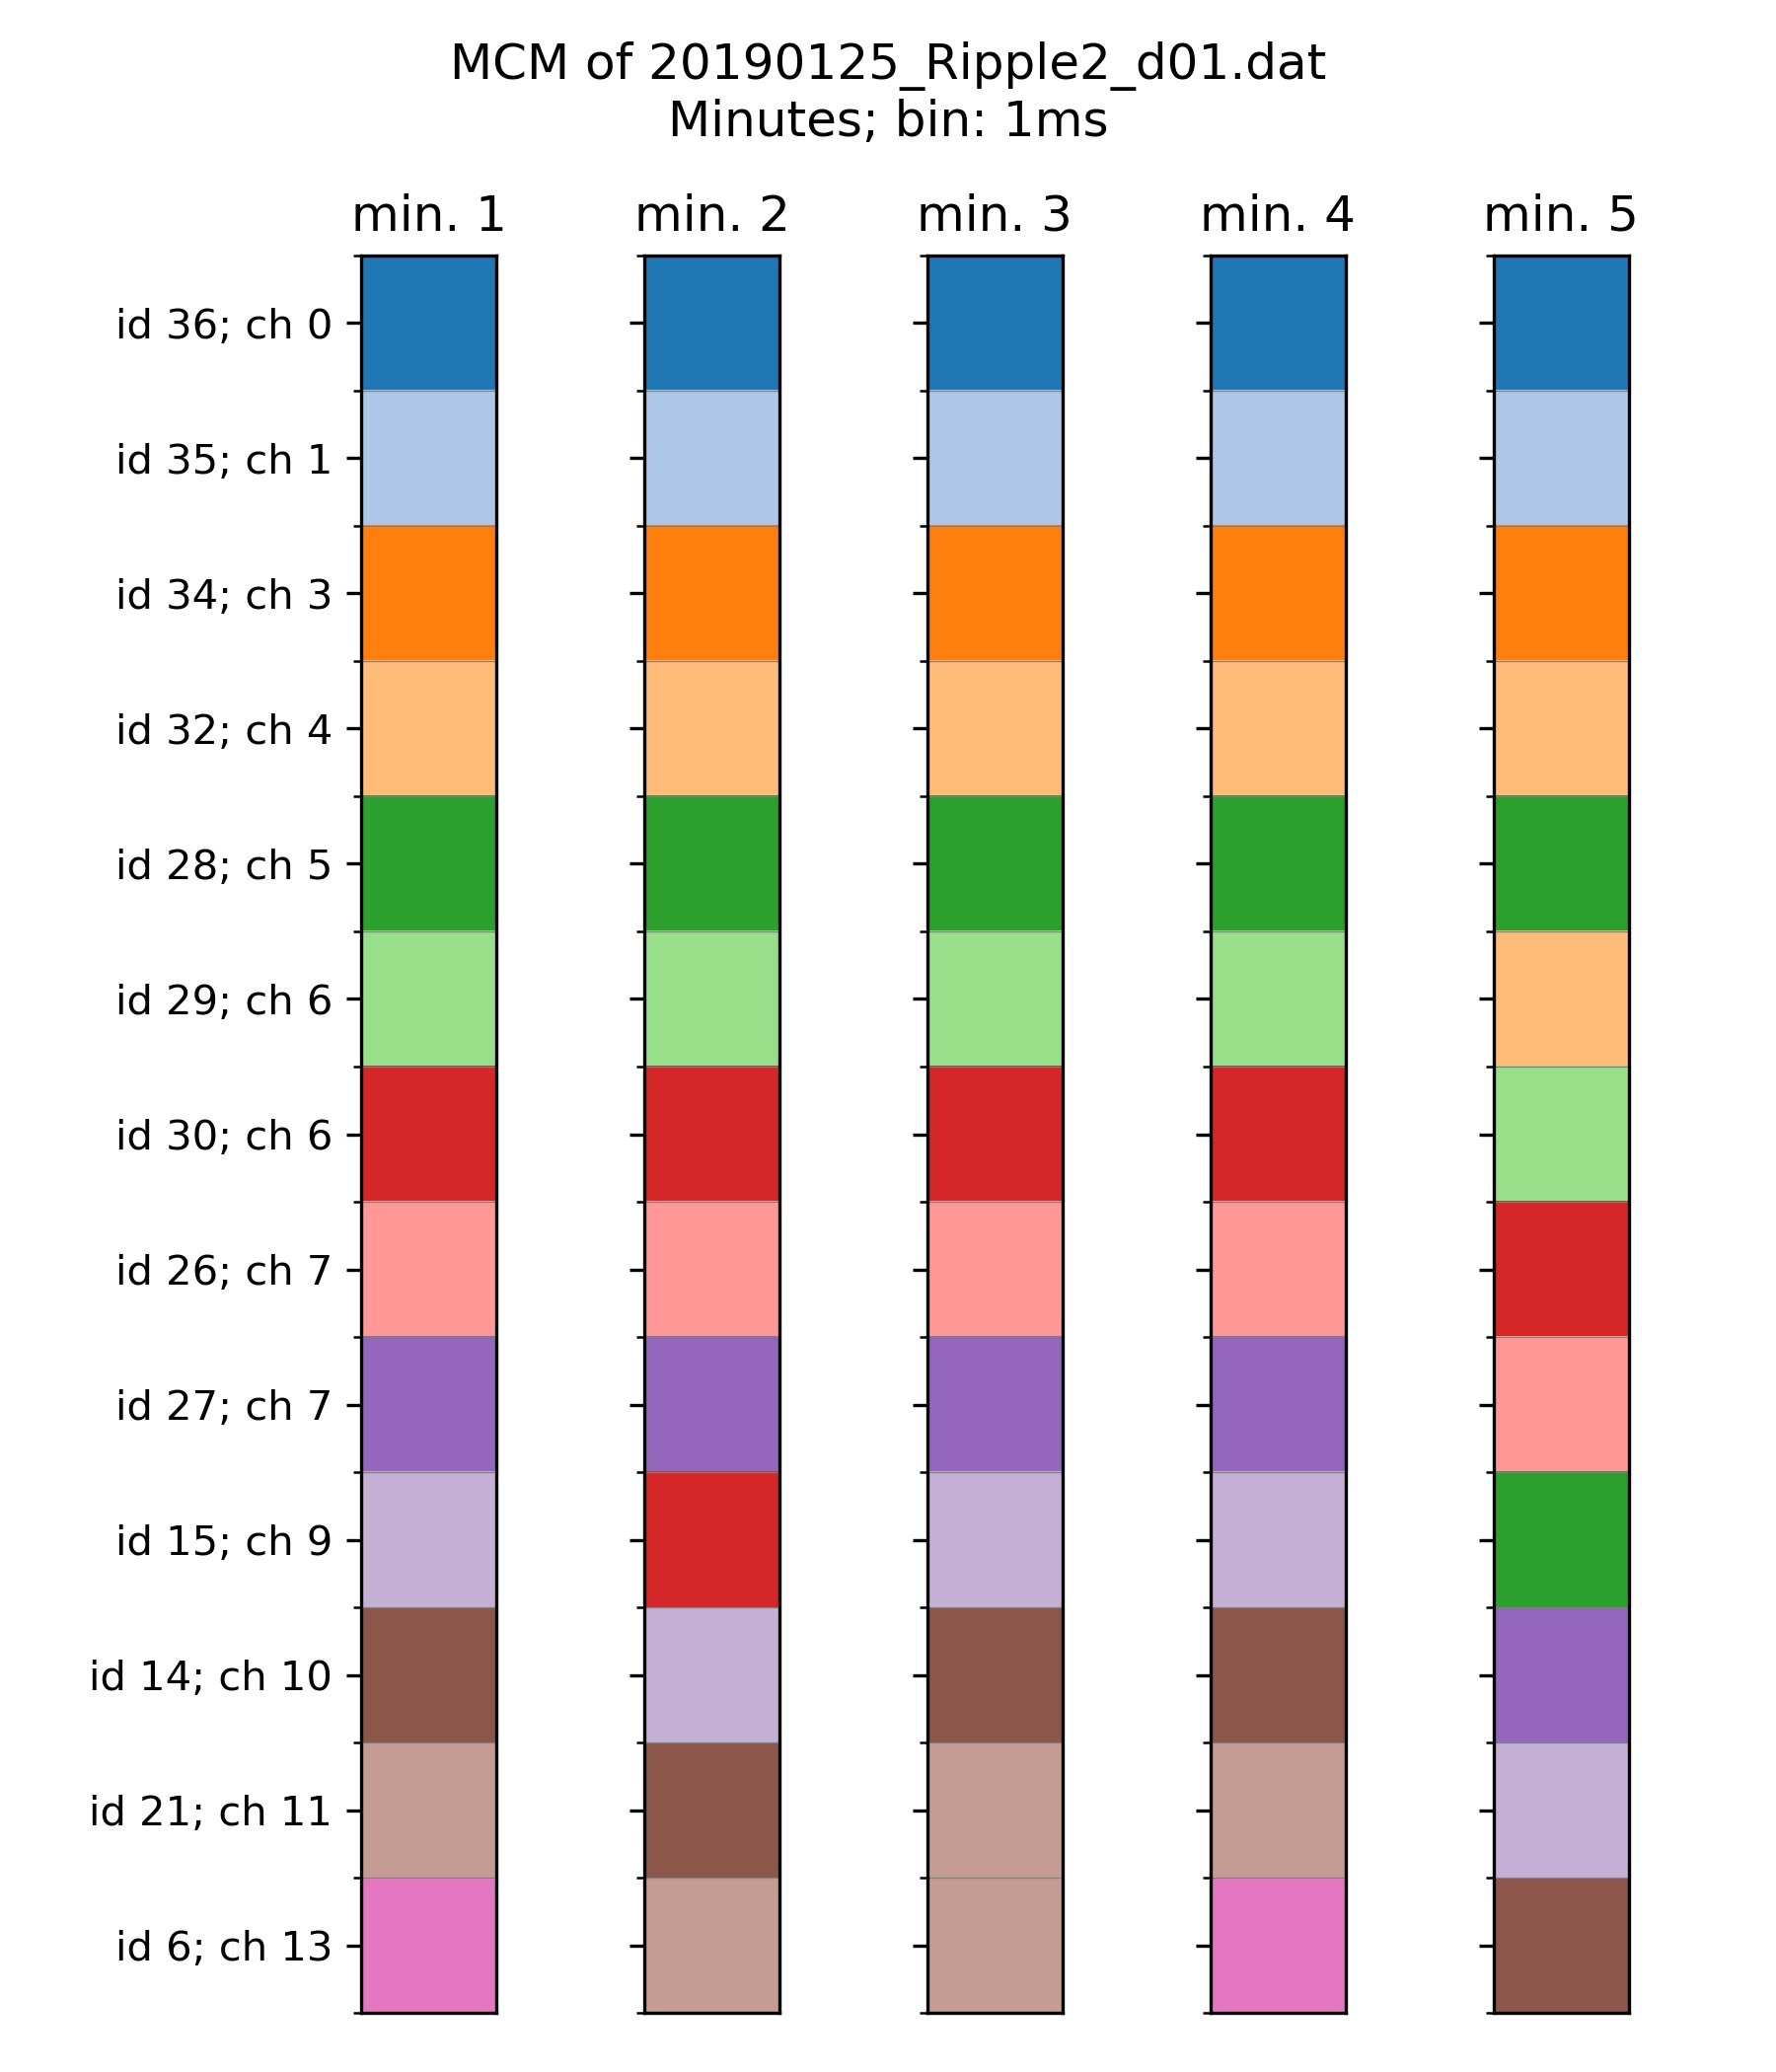 MCM of 20190125_Ripple2_d01.dat
Minutes; bin: 1ms
min. 1 min. 2 min. 3 min. 4 min. 5
id 36; ch 0
id 35; ch 1
id 34; ch 3
id 32; ch 4
id 28; ch 5
id 29; ch 6
id 30; ch 6
id 26; ch 7
id 27; ch 7
id 15; ch 9
id 14; ch 10
id 21; ch 11
id 6; ch 13